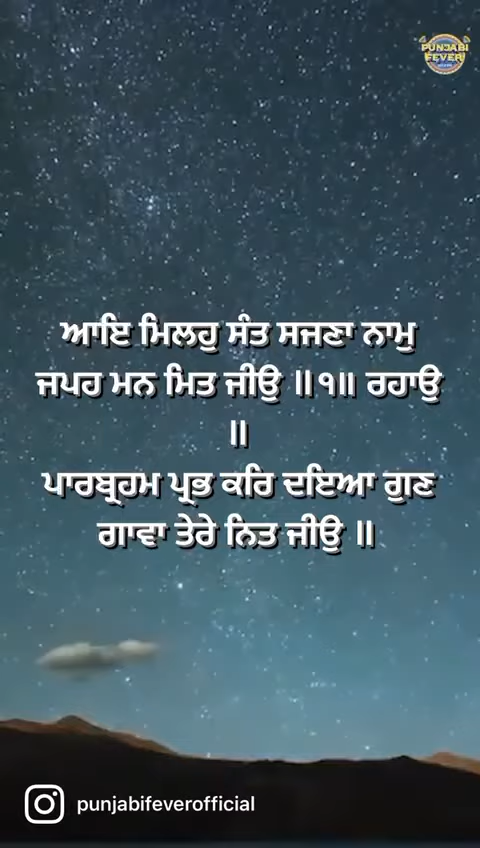 PUNJABI
FEVER
ਆਇ ਮਿਲਹੁ ਸੰਤ ਸਜਣਾ ਨਾਮੁ
ਜਪਹ ਮਨ ਮਿਤ ਜੀਉ ॥੧॥ ਰਹਾਉ
॥
ਪਾਰਬ੍ਰਹਮ ਪ੍ਰਭ ਕਰਿ ਦਇਆ ਗੁਣ
ਗਾਵਾ ਤੇਰੇ ਨਿਤ ਜੀਉ ॥
punjabifeverofficial